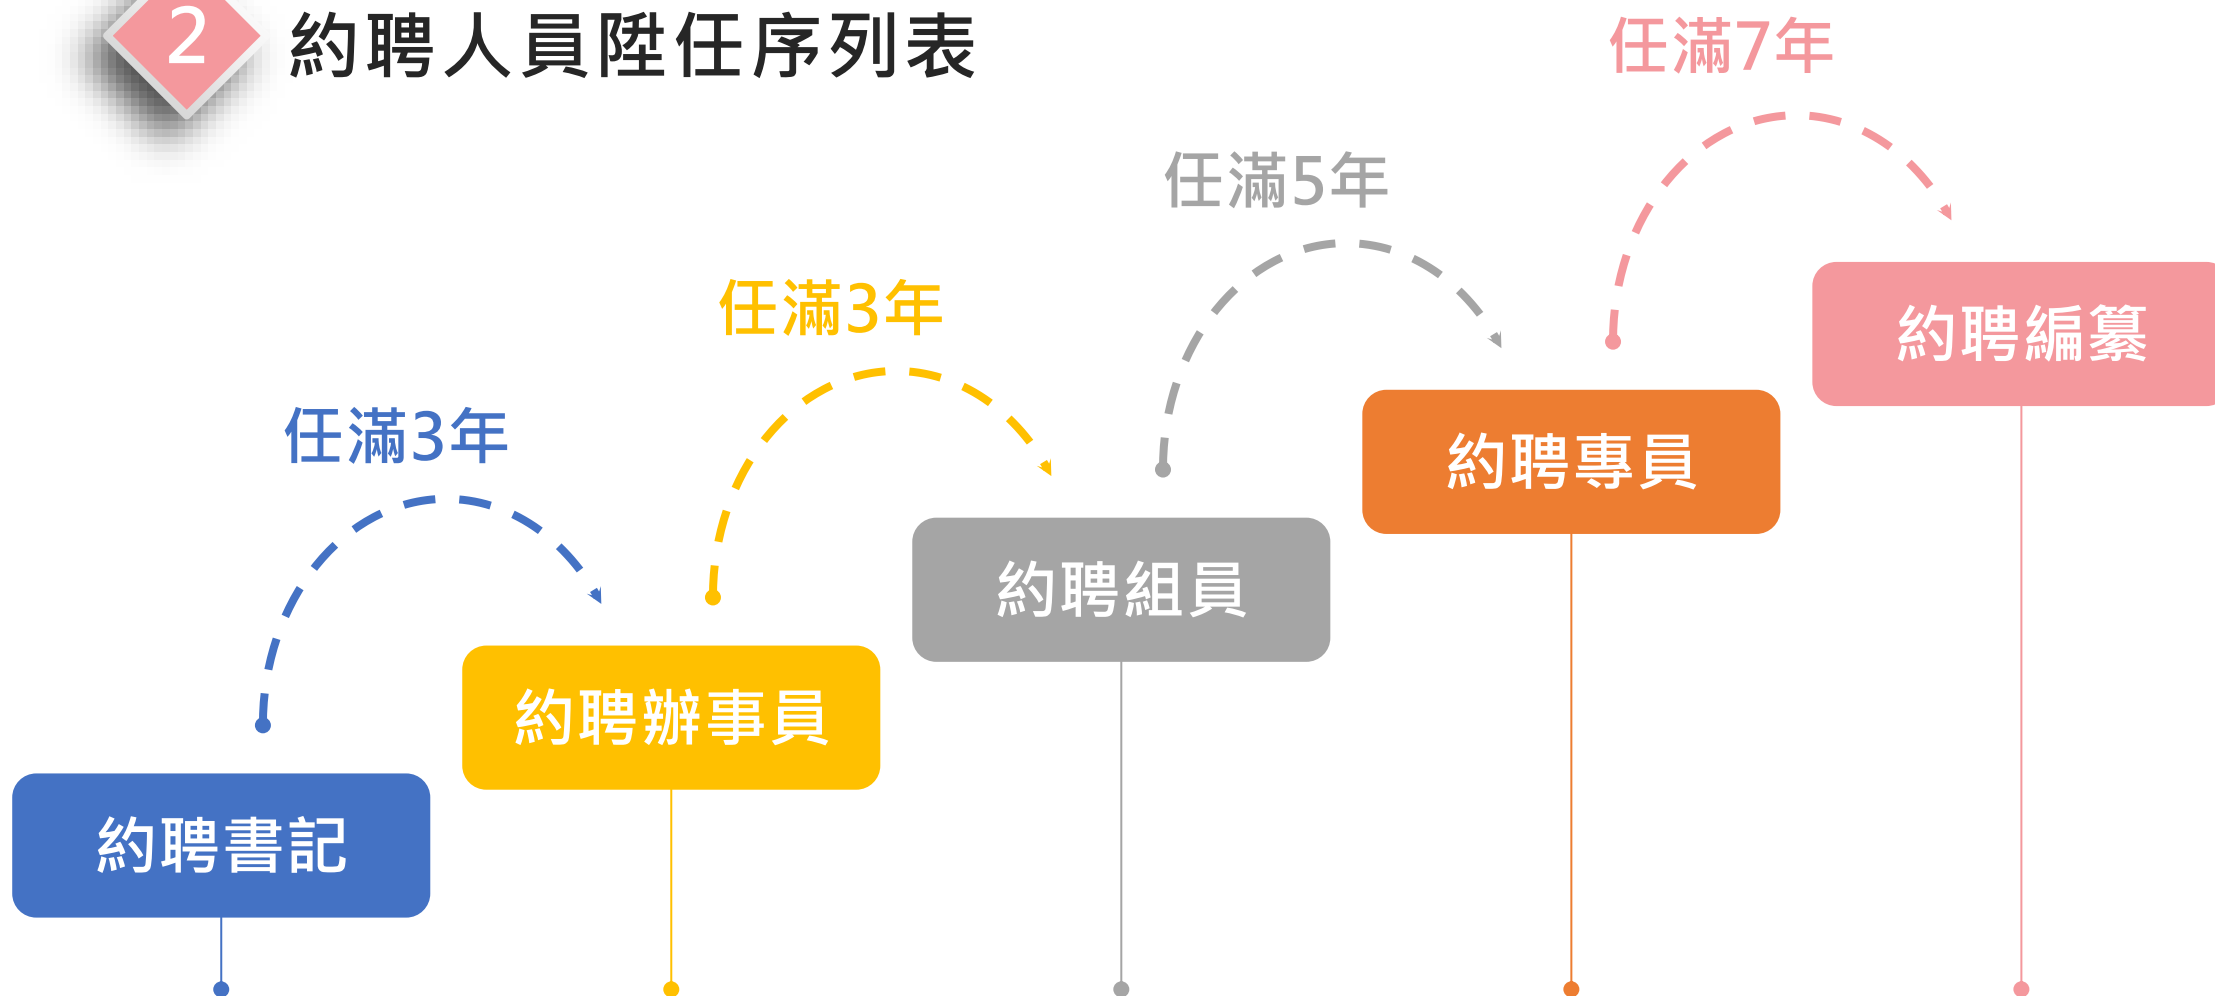 2
約聘人員陞任序列表
任滿7年
任滿5年
任滿3年
任滿3年
約聘編纂
約聘專員
約聘組員
約聘辦事員
約聘書記